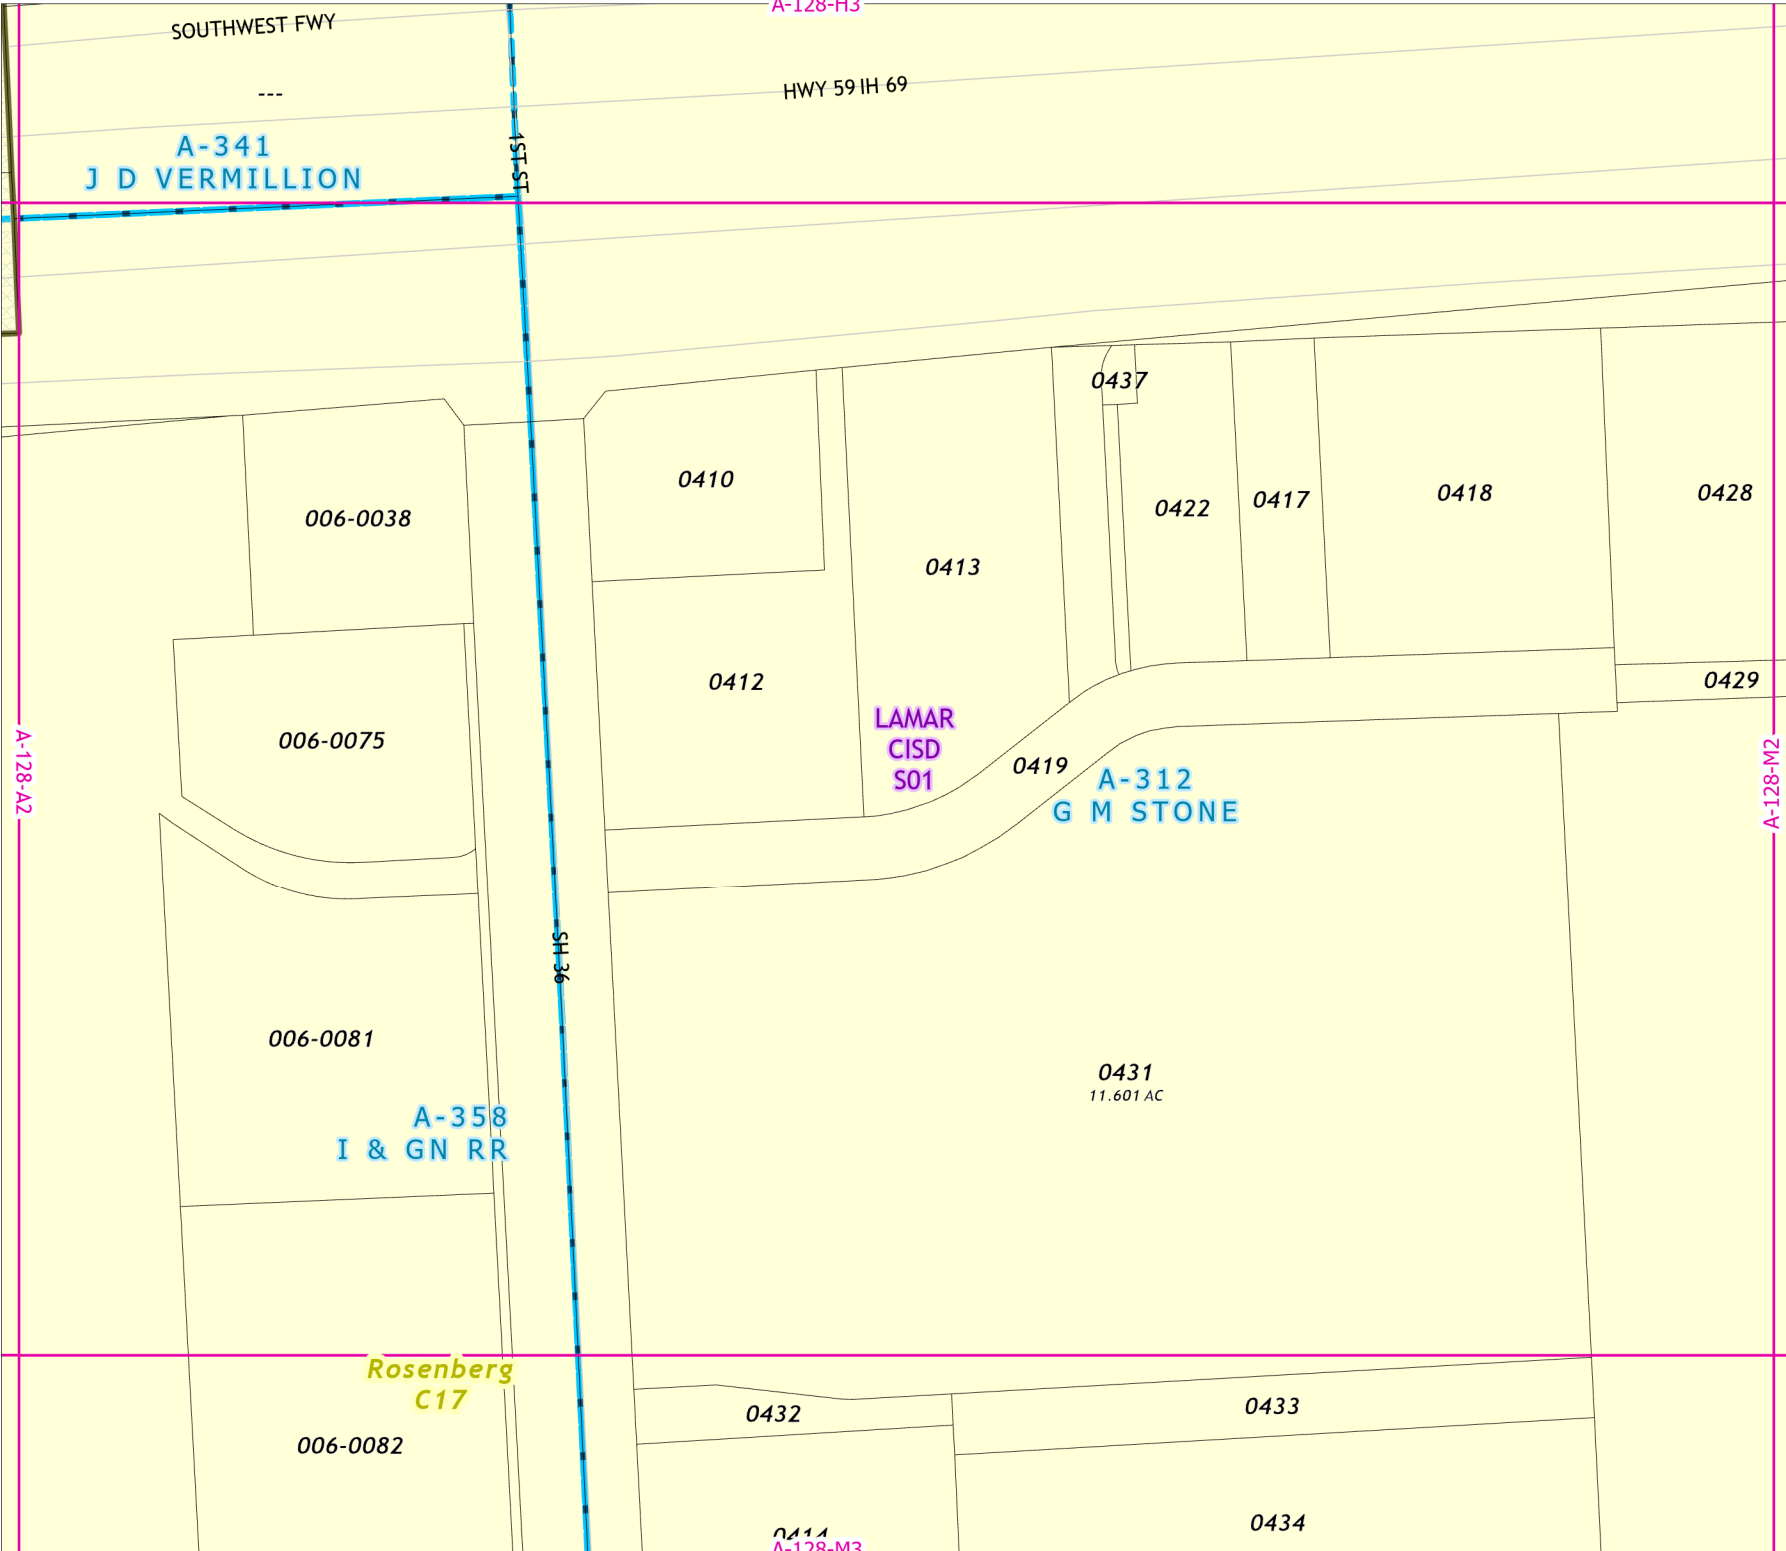 A-128-H3
SOUTHWEST FWY
HWY 59 IH 69
---
A-341
J D VERMILLION
1ST ST
0437
0410
006-0038
0413
0422
0417
0418
0428
0412
0429
006-0075
LAMAR
CISD
S01
0419
A-312
G M STONE
A-128-A2
A-128-M2
SH 36
006-0081
0431
11.601 AC
A-358
I & GN RR
Rosenberg
C17
0432
0433
006-0082
0414
0434
A-128-M3